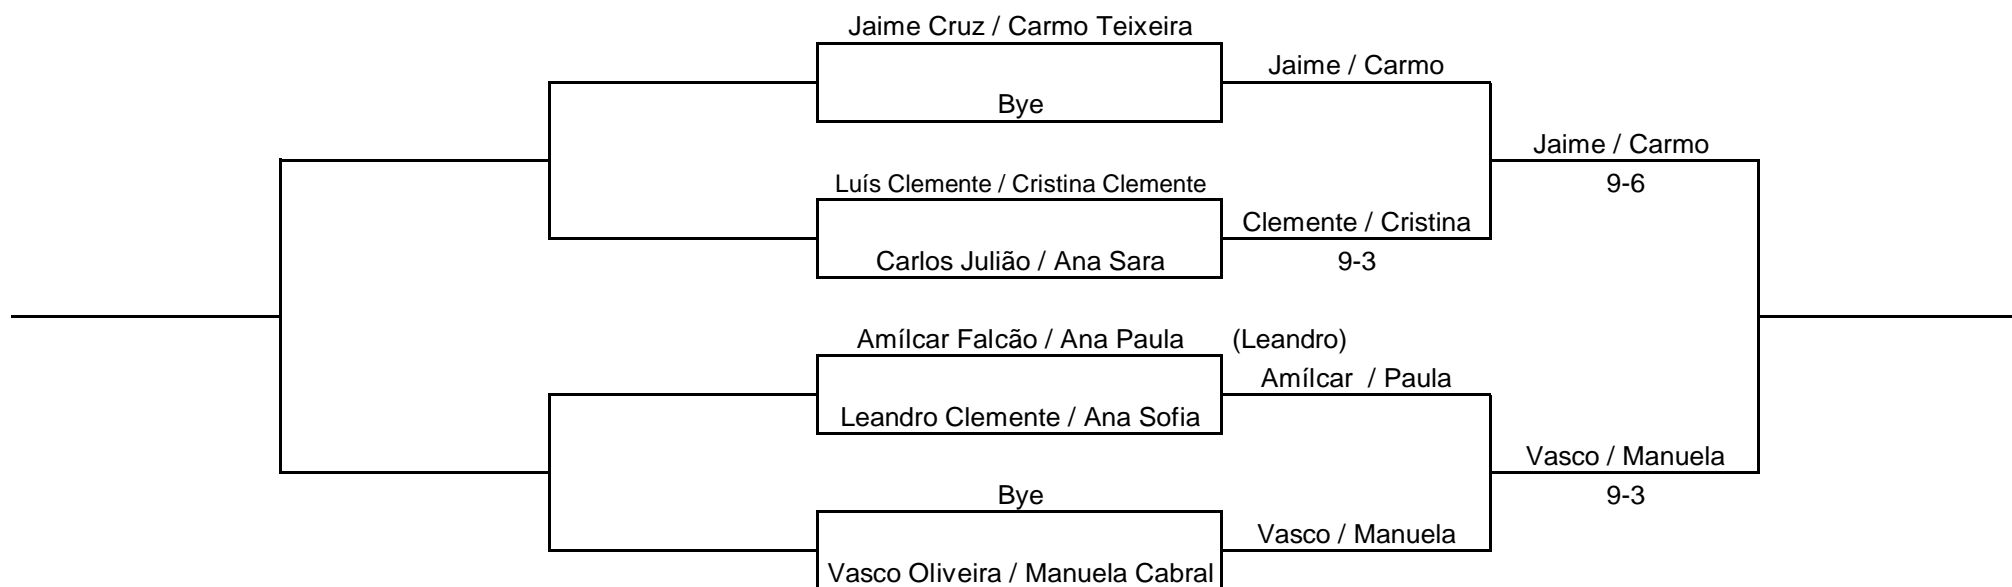 Jaime Cruz / Carmo Teixeira
Jaime / Carmo
Bye
Jaime / Carmo
Luís Clemente / Cristina Clemente
9-6
Clemente / Cristina
Carlos Julião / Ana Sara
9-3
Amílcar Falcão / Ana Paula
(Leandro)
Amílcar / Paula
Leandro Clemente / Ana Sofia
Vasco / Manuela
Bye
9-3
Vasco / Manuela
Vasco Oliveira / Manuela Cabral